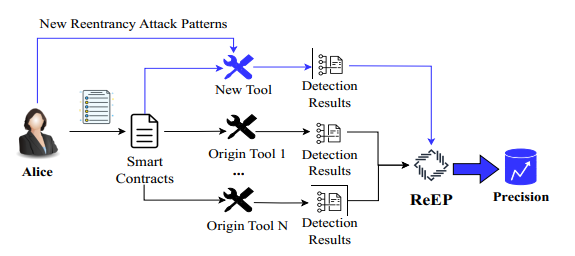 New Reentrancy Attack Patterns
New Tool
Detection
Results
Alice
Smart
Contracts
Origin Tool 1
Detection
Results
...
Origin Tool N
Detection
Results
ReEP
Precision